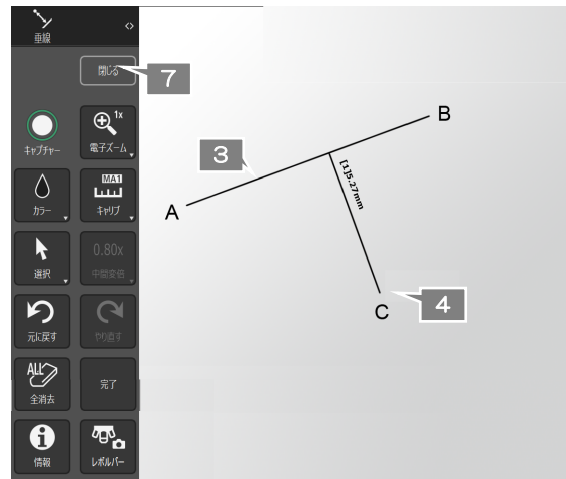 垂線
閉じる
7
キャプチャー
1x
電子ズーム
カラー
MA1
キャリブ
選択
0.80x
中間変倍
元に戻す
やり直す
ALL
全消去
完了
情報
レボルバー
B
3
[1]5.27mm
A
4
C